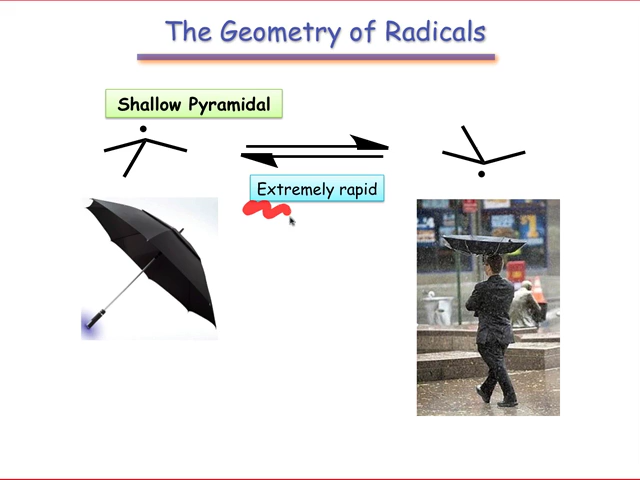 The Geometry of Radicals
Shallow Pyramidal
Extremely rapid